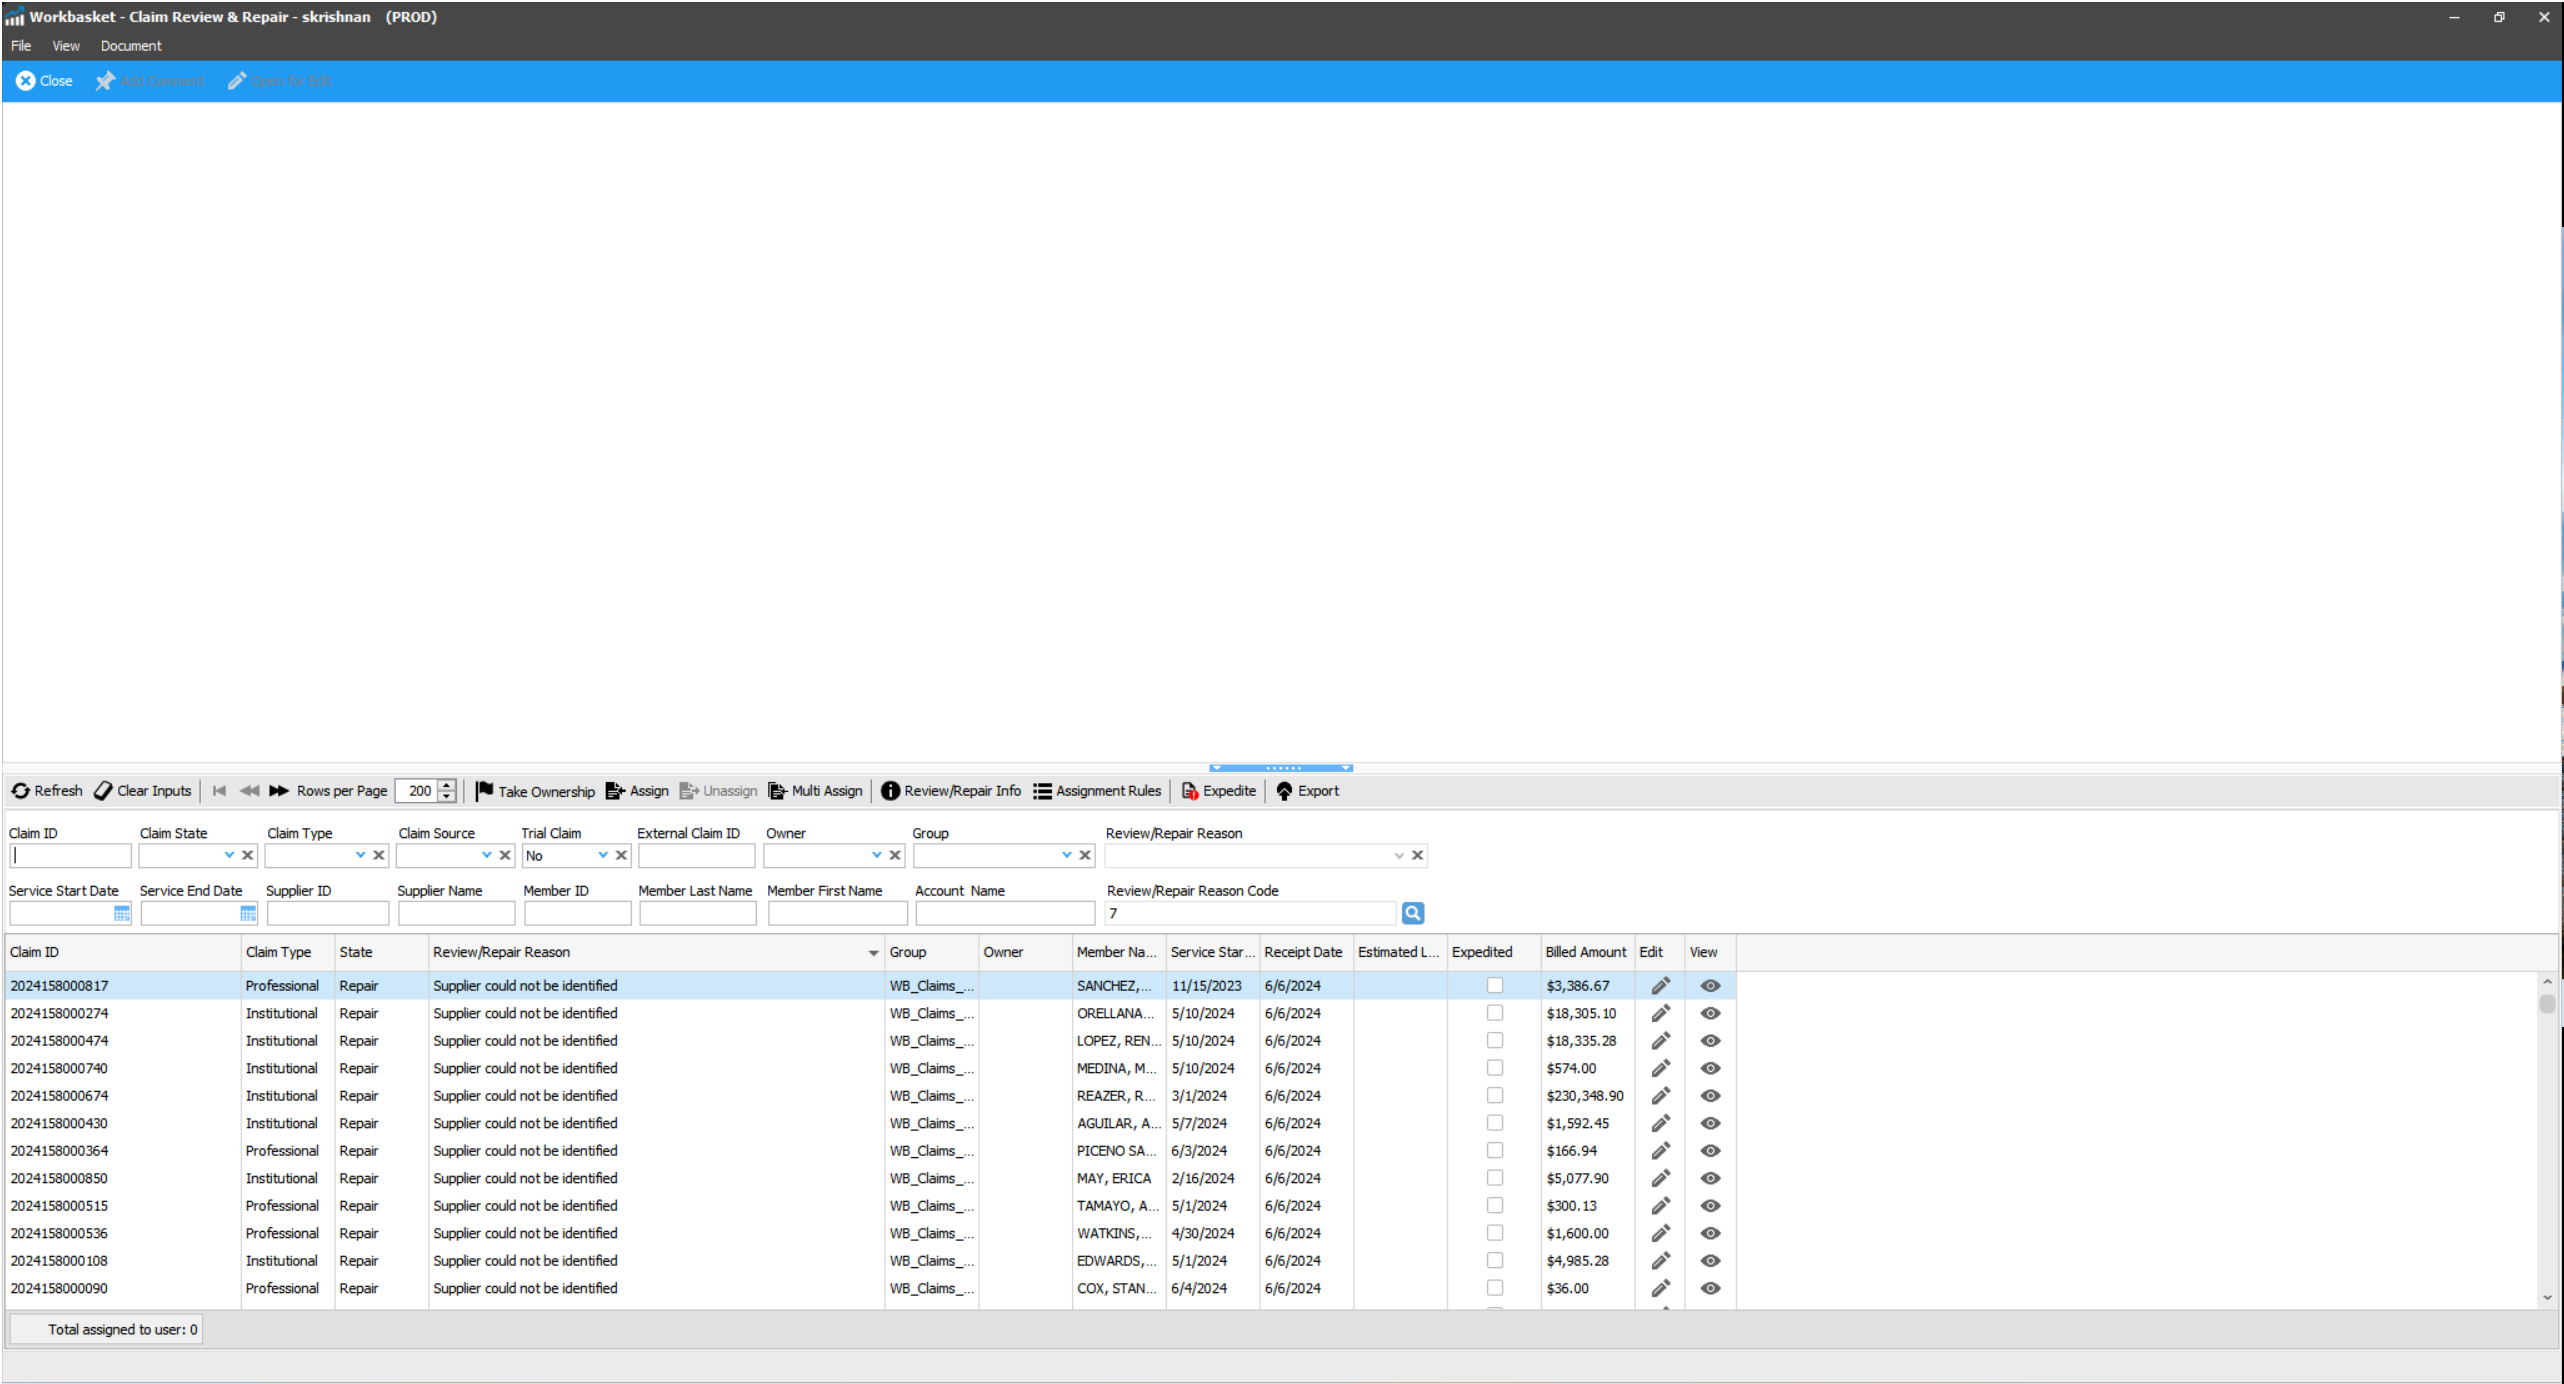 Workbasket - Claim Review & Repair - skrishnan (PROD)
File View Document
Close Add Comment Open for Edit
Refresh Clear Inputs Rows per Page 200 Take Ownership Assign Unassign Multi Assign Review/Repair Info Assignment Rules Expedite Export
Claim ID Claim State Claim Type Claim Source Trial Claim External Claim ID Owner Group Review/Repair Reason
No
Service Start Date Service End Date Supplier ID Supplier Name Member ID Member Last Name Member First Name Account Name Review/Repair Reason Code
7
Claim ID Claim Type State Review/Repair Reason Group Owner Member Na... Service Star... Receipt Date Estimated L... Expedited Billed Amount Edit View
2024158000817 Professional Repair Supplier could not be identified WB_Claims_... SANCHEZ,... 11/15/2023 6/6/2024 $3,386.67
2024158000274 Institutional Repair Supplier could not be identified WB_Claims_... ORELLANA... 5/10/2024 6/6/2024 $18,305.10
2024158000474 Institutional Repair Supplier could not be identified WB_Claims_... LOPEZ, REN... 5/10/2024 6/6/2024 $18,335.28
2024158000740 Institutional Repair Supplier could not be identified WB_Claims_... MEDINA, M... 5/10/2024 6/6/2024 $574.00
2024158000674 Institutional Repair Supplier could not be identified WB_Claims_... REAZER, R... 3/1/2024 6/6/2024 $230,348.90
2024158000430 Institutional Repair Supplier could not be identified WB_Claims_... AGUILAR, A... 5/7/2024 6/6/2024 $1,592.45
2024158000364 Professional Repair Supplier could not be identified WB_Claims_... PICENO SA... 6/3/2024 6/6/2024 $166.94
2024158000850 Institutional Repair Supplier could not be identified WB_Claims_... MAY, ERICA 2/16/2024 6/6/2024 $5,077.90
2024158000515 Professional Repair Supplier could not be identified WB_Claims_... TAMAYO, A... 5/1/2024 6/6/2024 $300.13
2024158000536 Professional Repair Supplier could not be identified WB_Claims_... WATKINS,... 4/30/2024 6/6/2024 $1,600.00
2024158000108 Institutional Repair Supplier could not be identified WB_Claims_... EDWARDS,... 5/1/2024 6/6/2024 $4,985.28
2024158000090 Professional Repair Supplier could not be identified WB_Claims_... COX, STAN... 6/4/2024 6/6/2024 $36.00
Total assigned to user: 0